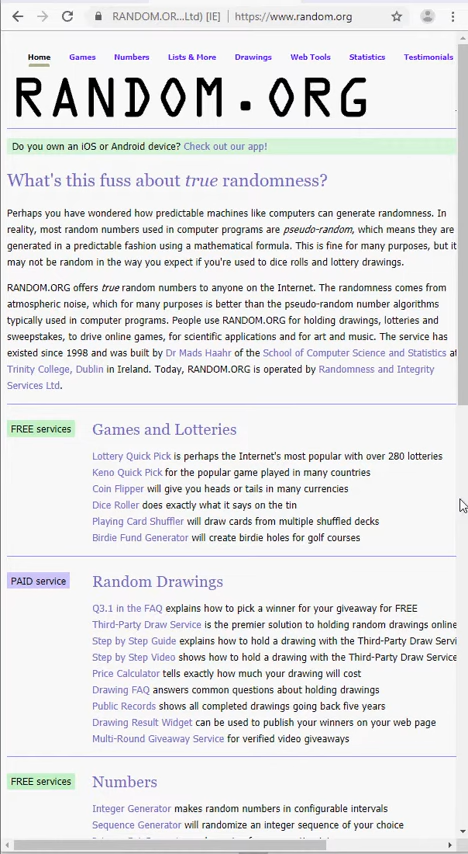 RANDOM.OR...Ltd) [IE] | https://www.random.org
Home Games Numbers Lists & More Drawings Web Tools Statistics Testimonials
RANDOM.ORG
Do you own an iOS or Android device? Check out our app!
What's this fuss about true randomness?
Perhaps you have wondered how predictable machines like computers can generate randomness. In
reality, most random numbers used in computer programs are pseudo-random, which means they are
generated in a predictable fashion using a mathematical formula. This is fine for many purposes, but it
may not be random in the way you expect if you're used to dice rolls and lottery drawings.
RANDOM.ORG offers true random numbers to anyone on the Internet. The randomness comes from
atmospheric noise, which for many purposes is better than the pseudo-random number algorithms
typically used in computer programs. People use RANDOM.ORG for holding drawings, lotteries and
sweepstakes, to drive online games, for scientific applications and for art and music. The service has
existed since 1998 and was built by Dr Mads Haahr of the School of Computer Science and Statistics at
Trinity College, Dublin in Ireland. Today, RANDOM.ORG is operated by Randomness and Integrity
Services Ltd.
FREE services Games and Lotteries
Lottery Quick Pick is perhaps the Internet's most popular with over 280 lotteries
Keno Quick Pick for the popular game played in many countries
Coin Flipper will give you heads or tails in many currencies
Dice Roller does exactly what it says on the tin
Playing Card Shuffler will draw cards from multiple shuffled decks
Birdie Fund Generator will create birdie holes for golf courses
PAID service Random Drawings
Q3.1 in the FAQ explains how to pick a winner for your giveaway for FREE
Third-Party Draw Service is the premier solution to holding random drawings online
Step by Step Guide explains how to hold a drawing with the Third-Party Draw Servi
Step by Step Video shows how to hold a drawing with the Third-Party Draw Service
Price Calculator tells exactly how much your drawing will cost
Drawing FAQ answers common questions about holding drawings
Public Records shows all completed drawings going back five years
Drawing Result Widget can be used to publish your winners on your web page
Multi-Round Giveaway Service for verified video giveaways
FREE services Numbers
Integer Generator makes random numbers in configurable intervals
Sequence Generator will randomize an integer sequence of your choice